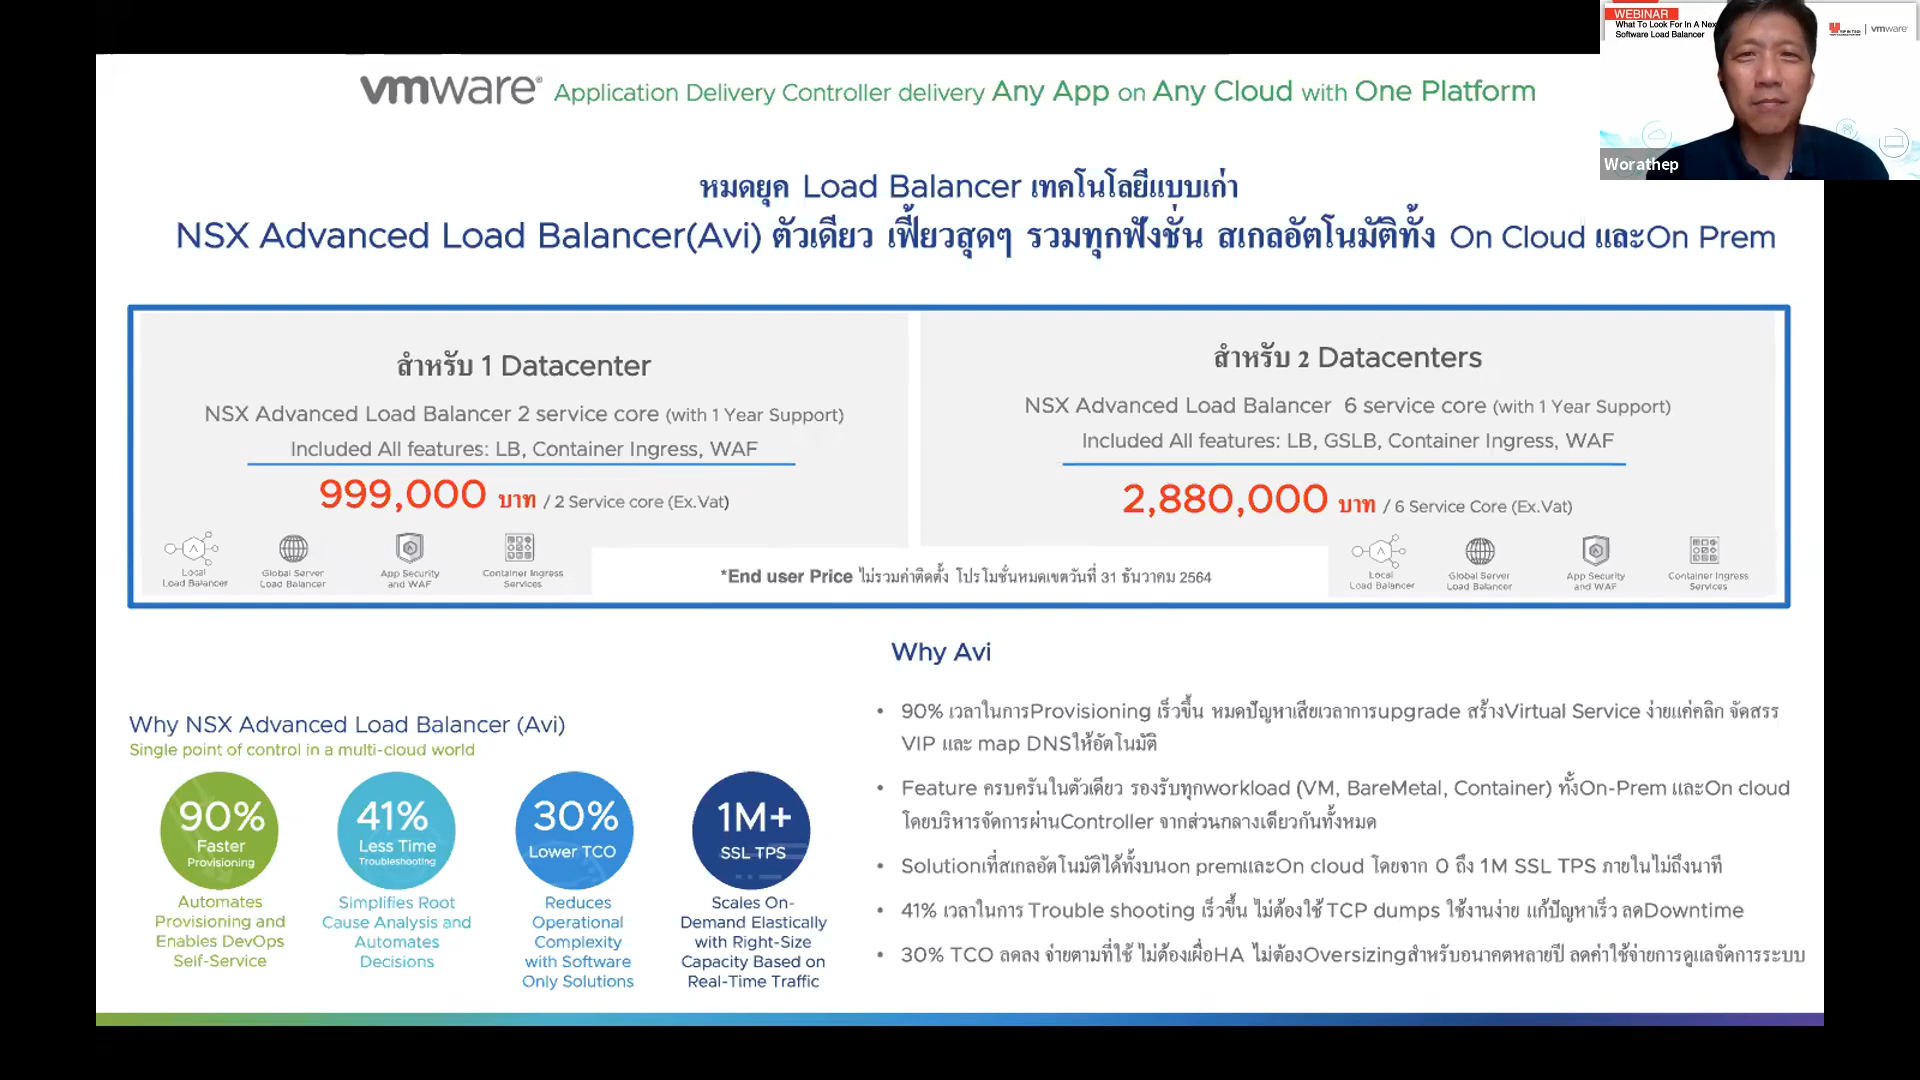 WEBINAR
What To Look For In A Nex
Software Load Balancer
vmware
Worathep
vmware® Application Delivery Controller delivery Any App on Any Cloud with One Platform
หมดยุค Load Balancer เทคโนโลยีแบบเก่า
NSX Advanced Load Balancer(Avi) ตัวเดียว เฟี้ยวสุดๆ รวมทุกฟังชั่น สเกลอัตโนมัติทั้ง On Cloud และOn Prem
สำหรับ 1 Datacenter
NSX Advanced Load Balancer 2 service core (with 1 Year Support)
Included All features: LB, Container Ingress, WAF
999,000 บาท / 2 Service core (Ex.Vat)
Local
Load Balancer
Global Server
Load Balancer
App Security
and WAF
Container Ingress
Services
สำหรับ 2 Datacenters
NSX Advanced Load Balancer 6 service core (with 1 Year Support)
Included All features: LB, GSLB, Container Ingress, WAF
2,880,000 บาท / 6 Service Core (Ex.Vat)
Local
Load Balancer
Global Server
Load Balancer
App Security
and WAF
Container Ingress
Services
*End user Price ไม่รวมค่าติดตั้ง โปรโมชั่นหมดเขตวันที่ 31 ธันวาคม 2564
Why NSX Advanced Load Balancer (Avi)
Single point of control in a multi-cloud world
90%
Faster
Provisioning
Automates
Provisioning and
Enables DevOps
Self-Service
41%
Less Time
Troubleshooting
Simplifies Root
Cause Analysis and
Automates
Decisions
30%
Lower TCO
Reduces
Operational
Complexity
with Software
Only Solutions
1M+
SSL TPS
Scales On-
Demand Elastically
with Right-Size
Capacity Based on
Real-Time Traffic
Why Avi
• 90% เวลาในการProvisioning เร็วขึ้น หมดปัญหาเสียเวลาการupgrade สร้างVirtual Service ง่ายแค่คลิก จัดสรร
VIP และ map DNSให้อัตโนมัติ
• Feature ครบครันในตัวเดียว รองรับทุกworkload (VM, BareMetal, Container) ทั้งOn-Prem และOn cloud
โดยบริหารจัดการผ่านController จากส่วนกลางเดียวกันทั้งหมด
• Solutionที่สเกลอัตโนมัติได้ทั้งบนon premและOn cloud โดยจาก 0 ถึง 1M SSL TPS ภายในไม่ถึงนาที
• 41% เวลาในการ Trouble shooting เร็วขึ้น ไม่ต้องใช้ TCP dumps ใช้งานง่าย แก้ปัญหาเร็ว ลดDowntime
• 30% TCO ลดลง จ่ายตามที่ใช้ ไม่ต้องเผื่อHA ไม่ต้องOversizingสำหรับอนาคตหลายปี ลดค่าใช้จ่ายการดูแลจัดการระบบ